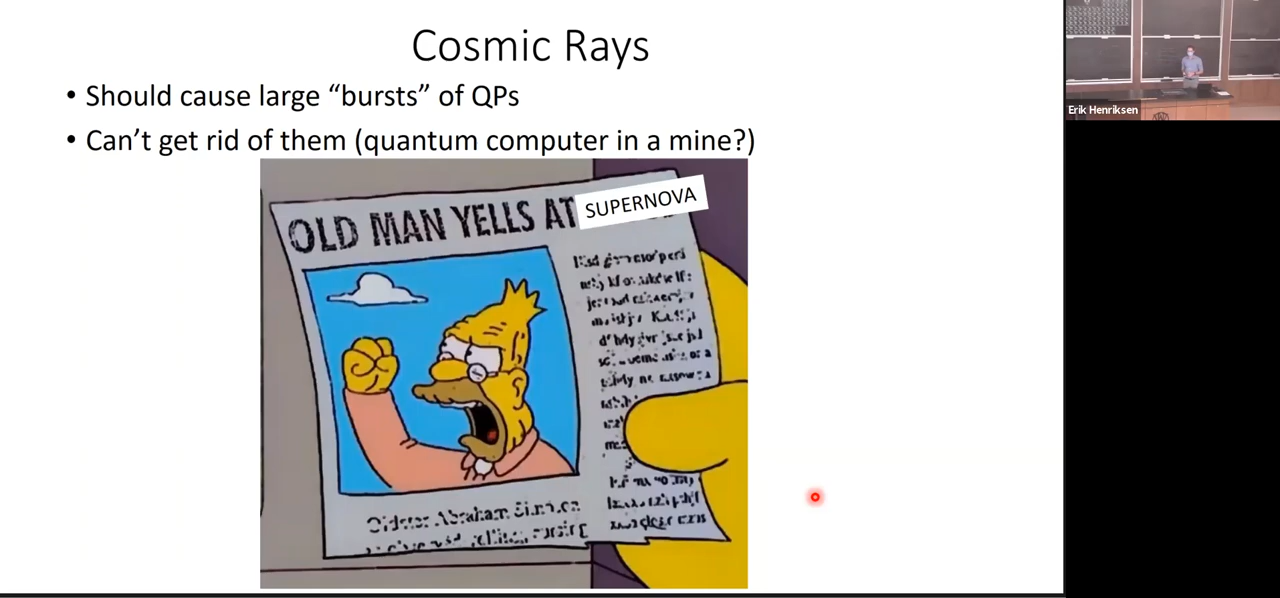 Cosmic Rays
• Should cause large “bursts” of QPs
• Can’t get rid of them (quantum computer in a mine?)
OLD MAN YELLS AT SUPERNOVA
Abraham
Erik Henriksen